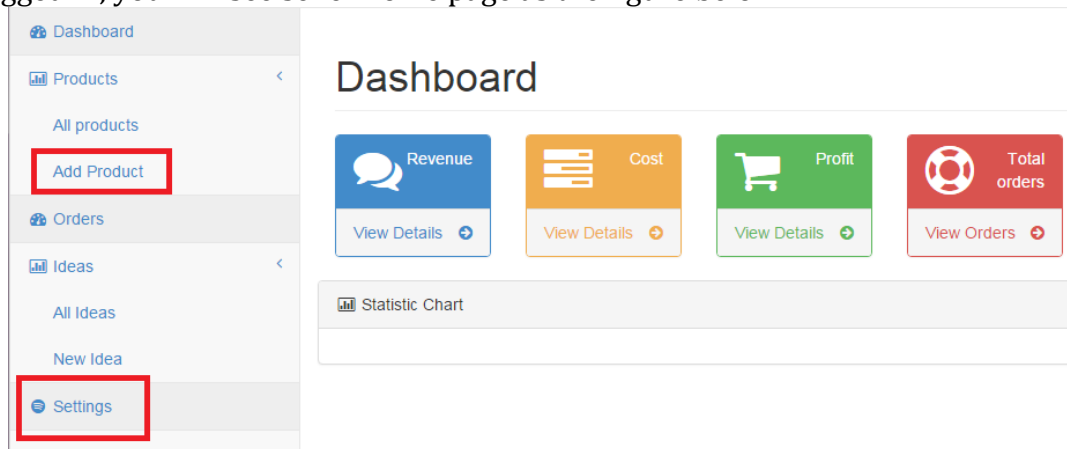 Dashboard
Products
All products
Add Product
Orders
Ideas
All Ideas
New Idea
Settings
Dashboard
Revenue
View Details
Cost
View Details
Profit
View Details
Total
orders
View Orders
Statistic Chart